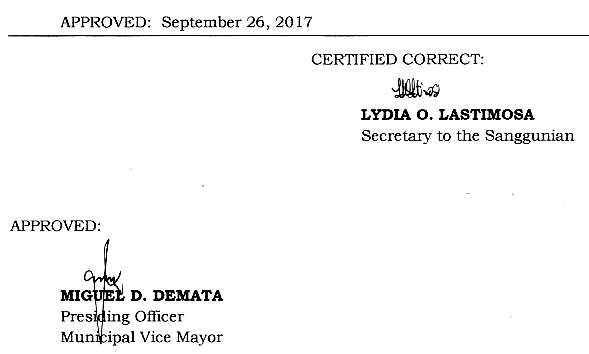 APPROVED: September 26, 2017
CERTIFIED CORRECT:
LYDIA O. LASTIMOSA
Secretary to the Sanggunian
APPROVED:
MIGUEL D. DEMATA
Presiding Officer
Municipal Vice Mayor